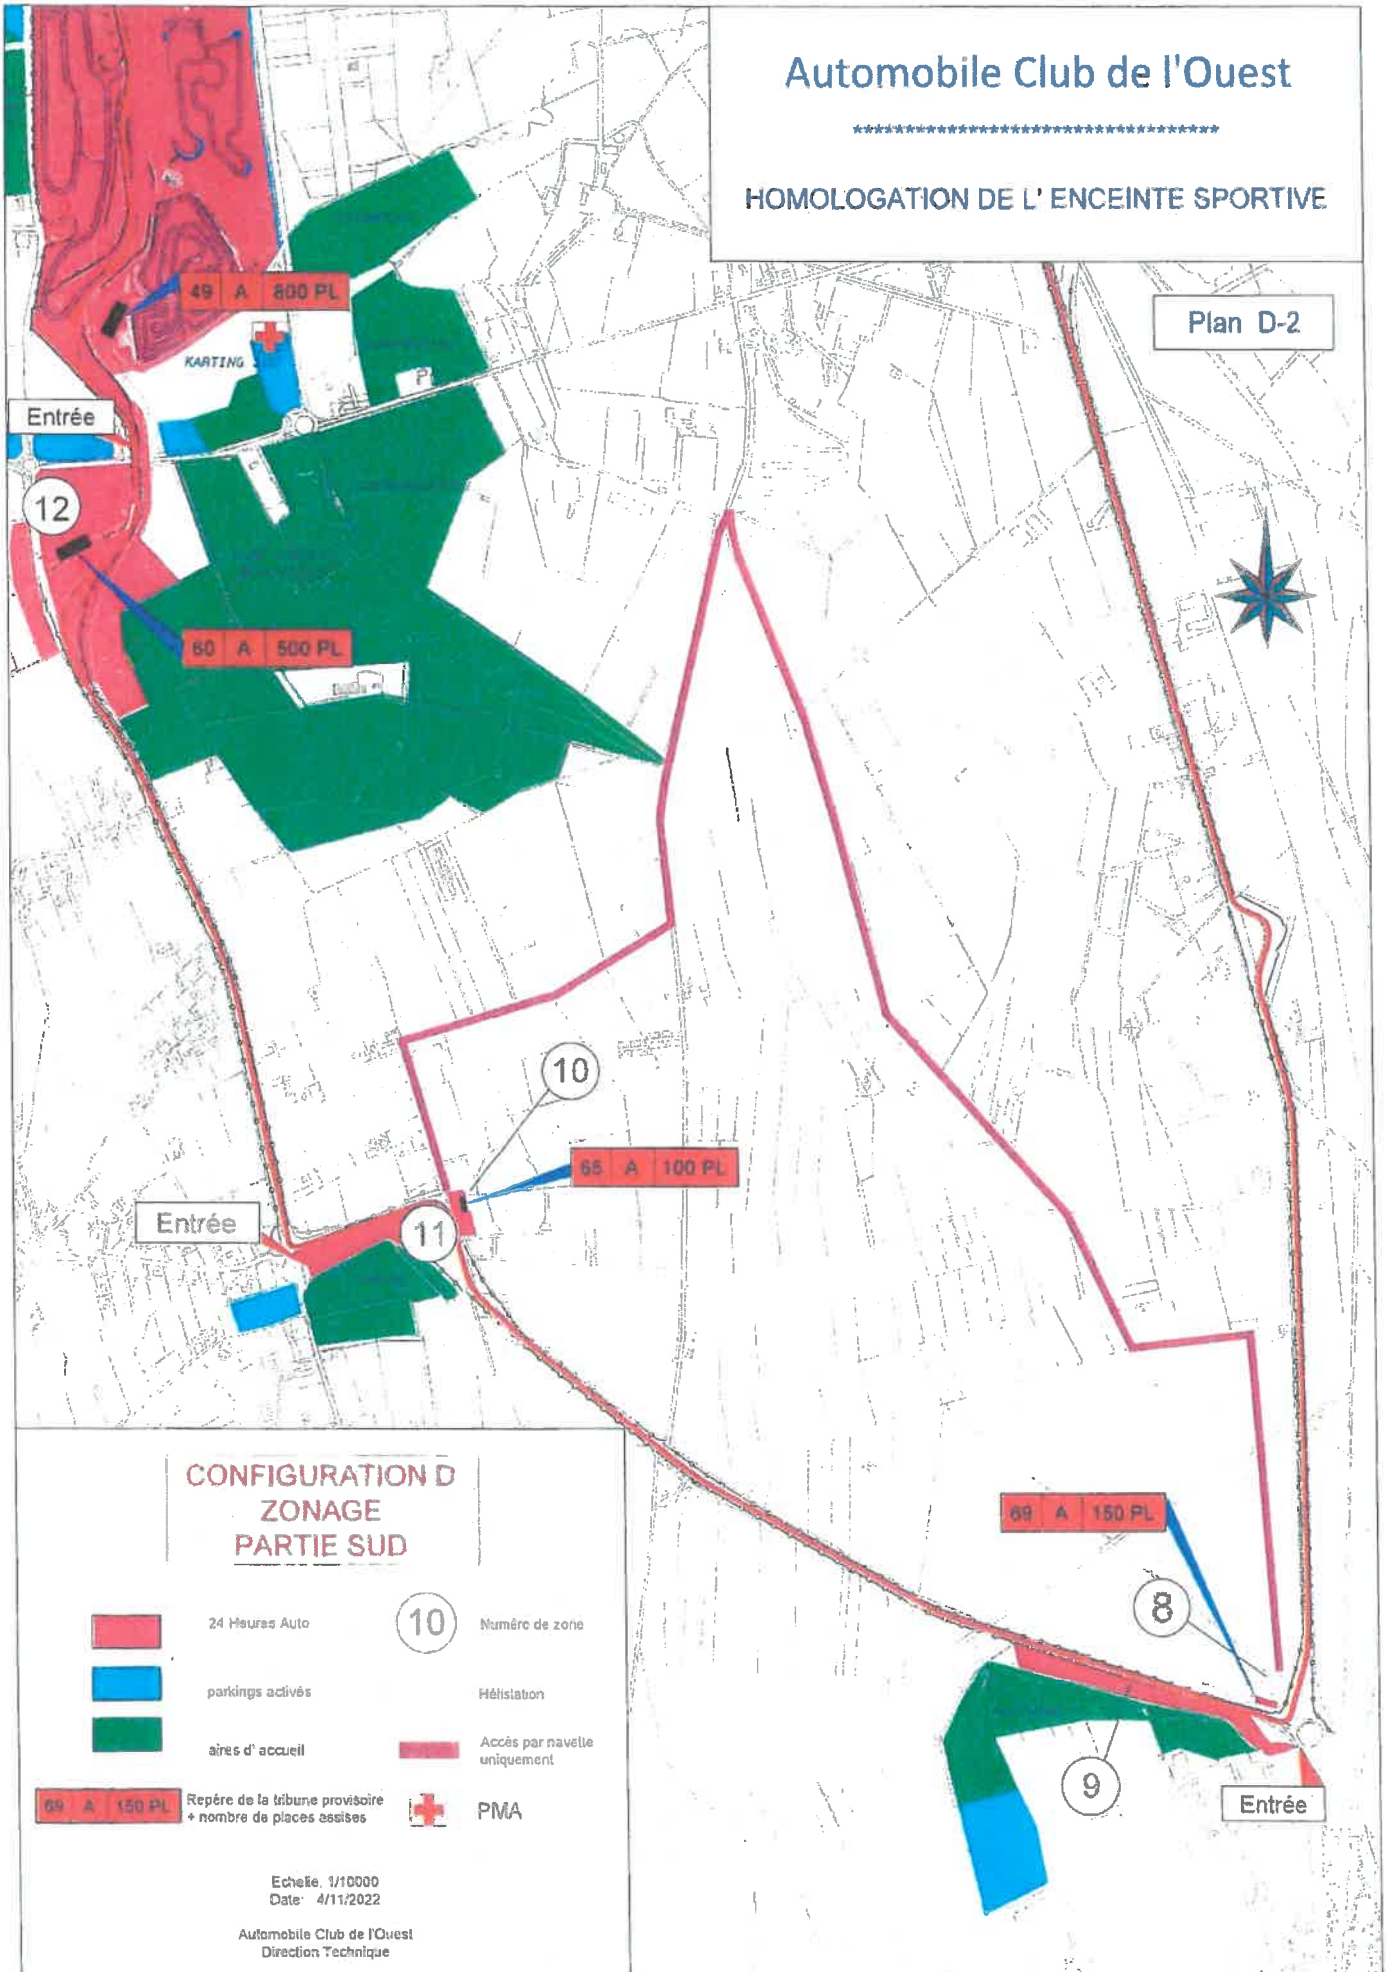 Automobile Club de l'Ouest
***********************************
HOMOLOGATION DE L' ENCEINTE SPORTIVE
Plan D-2
49 A 800 PL
KARTING
P
Entrée
12
60 A 500 PL
10
65 A 100 PL
Entrée
11
69 A 150 PL
8
9
Entrée
CONFIGURATION D
ZONAGE
PARTIE SUD
24 Heures Auto
10 Numéro de zone
parkings activés
Hélistation
aires d' accueil
Accès par navette
uniquement
69 A 150 PL
Repère de la tribune provisoire
+ nombre de places assises
PMA
Echelle. 1/10000
Date: 4/11/2022
Automobile Club de l'Ouest
Direction Technique